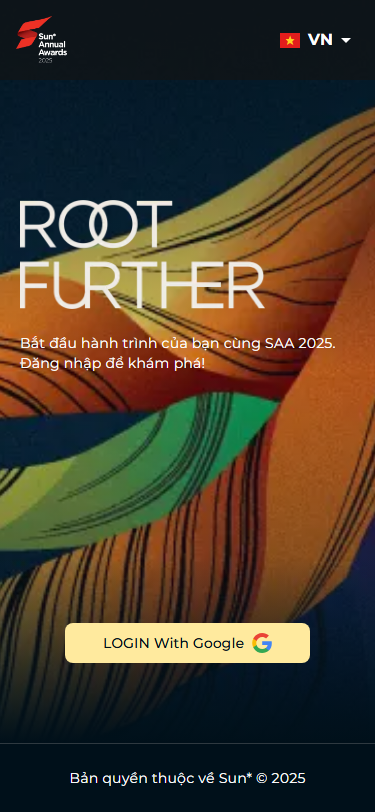 Sun*
Annual
Awards
2025
VN
ROOT
FURTHER
Bắt đầu hành trình của bạn cùng SAA 2025.
Đăng nhập để khám phá!
LOGIN With Google
Bản quyền thuộc về Sun* © 2025